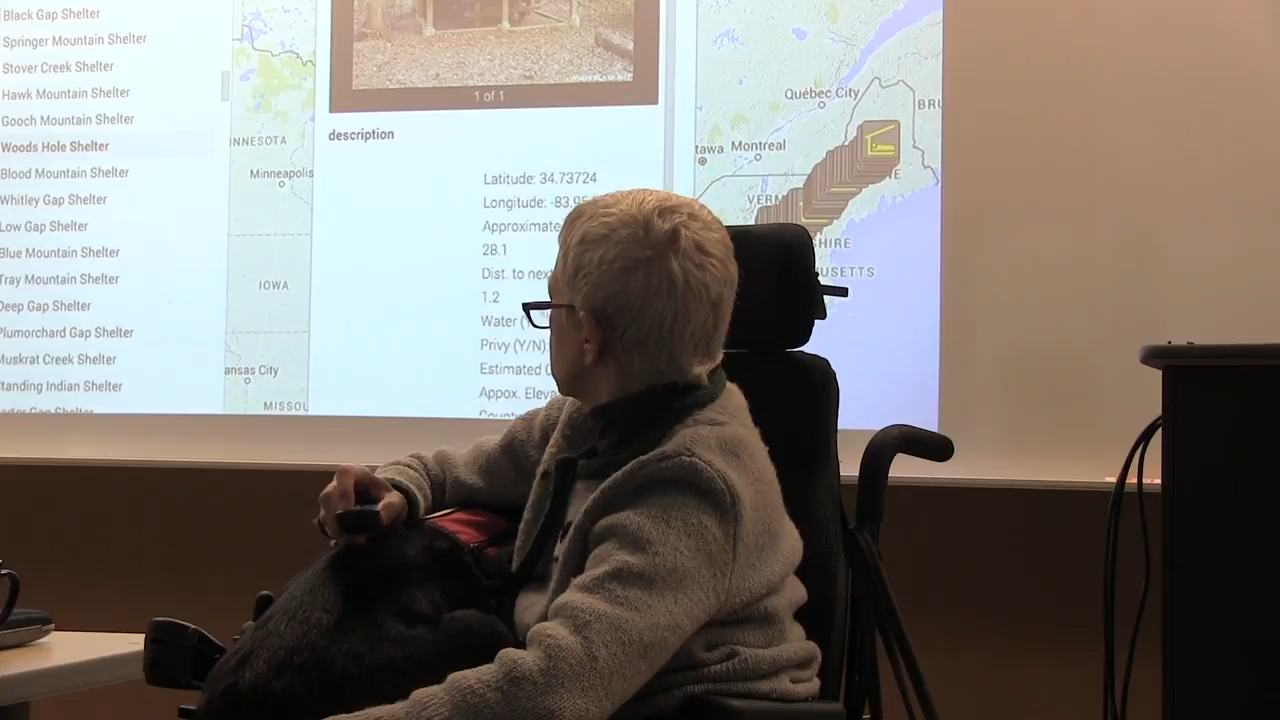 Black Gap Shelter
Springer Mountain Shelter
Stover Creek Shelter
Hawk Mountain Shelter
Gooch Mountain Shelter
Woods Hole Shelter
Blood Mountain Shelter
Whitley Gap Shelter
Low Gap Shelter
Blue Mountain Shelter
Tray Mountain Shelter
Deep Gap Shelter
Plumorchard Gap Shelter
Muskrat Creek Shelter
Standing Indian Shelter
INNESOTA
Minneapolis
IOWA
ansas City
MISSOU
1 of 1
description
Latitude: 34.73724
Longitude: -83.95
Approximate
28.1
Dist. to next
1.2
Water (
Privy (Y/N):
Estimated
Appox. Eleva
Québec City
BRU
tawa
Montreal
VERM
SHIRE
USETTS